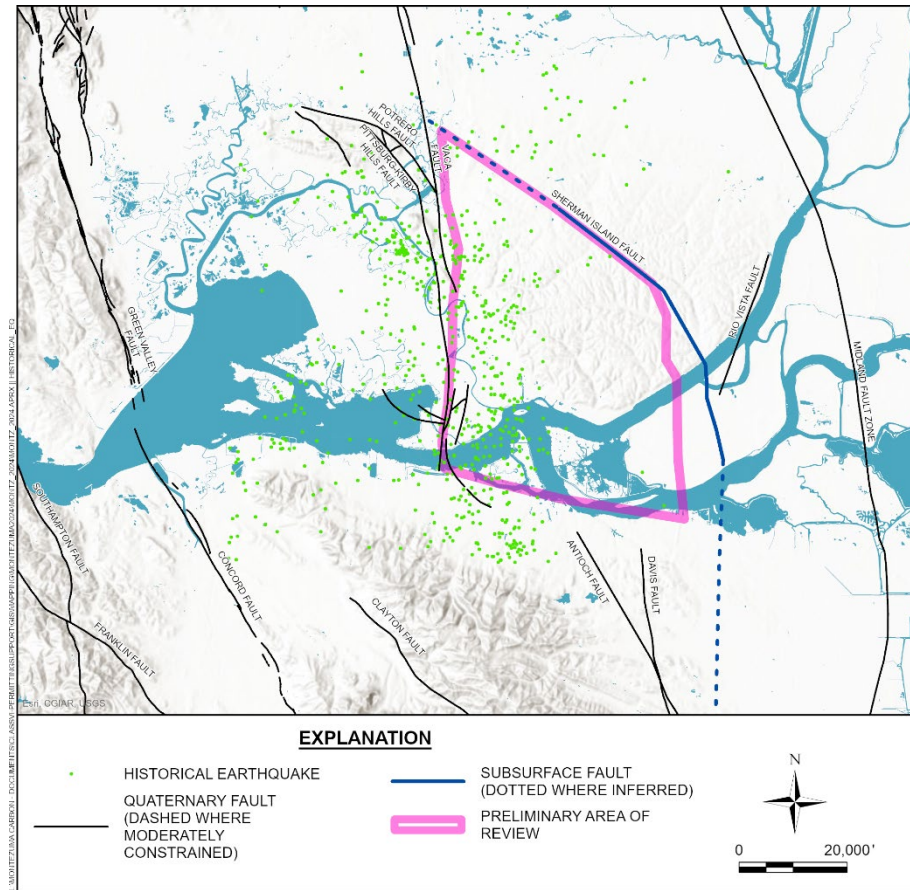 POTRERO
HILLS FAULT
PITTSBURG-KIRBY
HILLS FAULT
VACA
FAULT
SHERMAN ISLAND FAULT
RIO VISTA FAULT
MIDLAND FAULT ZONE
GREEN VALLEY
FAULT
SOUTHAMPTON FAULT
CONCORD FAULT
FRANKLIN FAULT
CLAYTON FAULT
ANTIOCH FAULT
DAVIS FAULT
Esri, CGIAR, USGS
EXPLANATION
HISTORICAL EARTHQUAKE
QUATERNARY FAULT
(DASHED WHERE
MODERATELY
CONSTRAINED)
SUBSURFACE FAULT
(DOTTED WHERE INFERRED)
PRELIMINARY AREA OF
REVIEW
N
0 20,000'